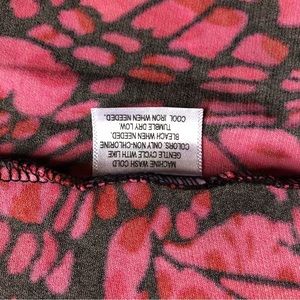 MACHINE WASH COLD
GENTLE CYCLE WITH LIKE
COLORS. ONLY NON-CHLORINE
BLEACH WHEN NEEDED.
TUMBLE DRY LOW.
COOL IRON WHEN NEEDED.